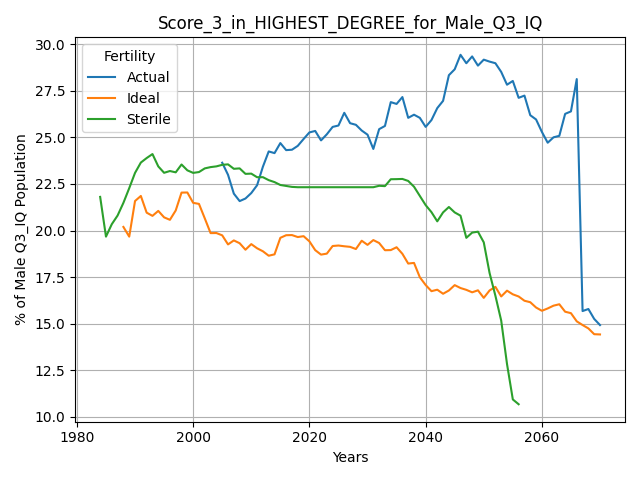 Score_3_in_HIGHEST_DEGREE_for_Male_Q3_IQ
% of Male Q3_IQ Population
30.0
27.5
25.0
22.5
20.0
17.5
15.0
12.5
10.0
Fertility
Actual
Ideal
Sterile
1980 2000 2020 2040 2060
Years